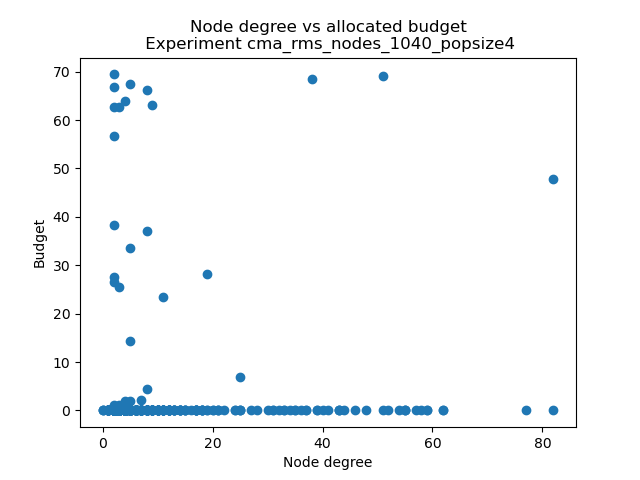 Node degree vs allocated budget
Experiment cma_rms_nodes_1040_popsize4
70
60
50
40
30
20
10
0
Budget
0 20 40 60 80
Node degree